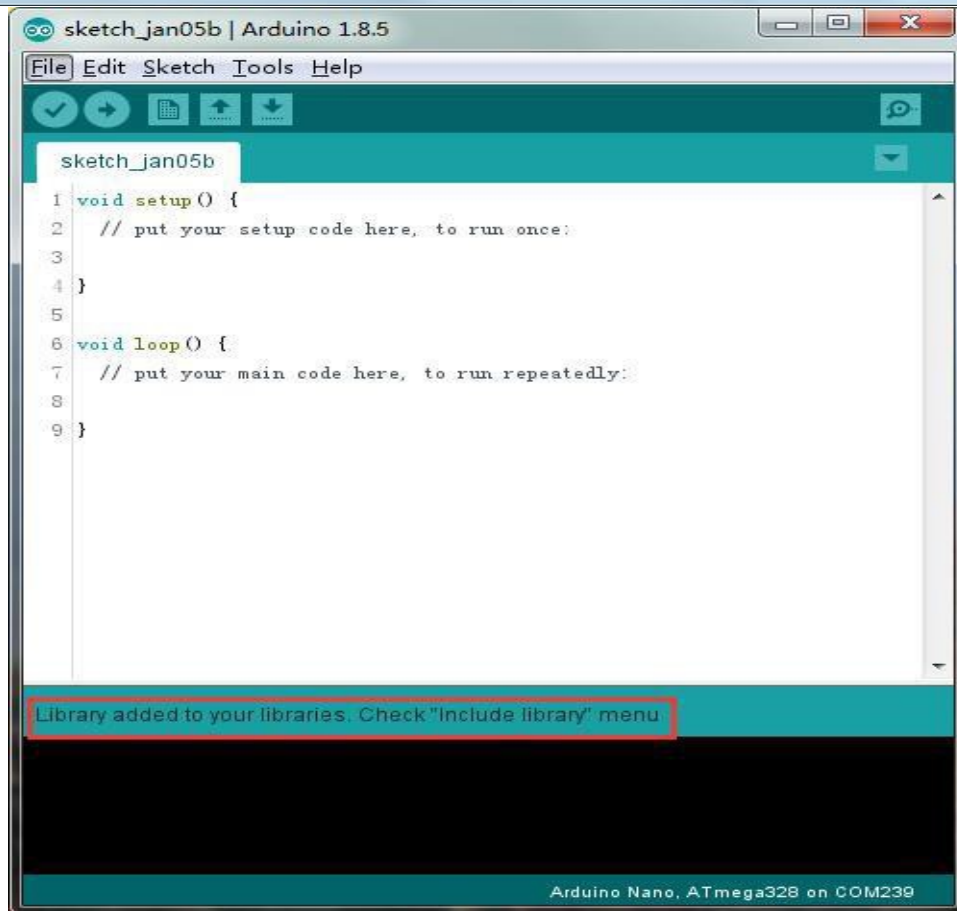 sketch_jan05b | Arduino 1.8.5
File Edit Sketch Tools Help
sketch_jan05b
1 void setup() {
2 // put your setup code here, to run once:
3
4 }
5
6 void loop() {
7 // put your main code here, to run repeatedly:
8
9 }
Library added to your libraries. Check "Include library" menu
Arduino Nano, ATmega328 on COM239